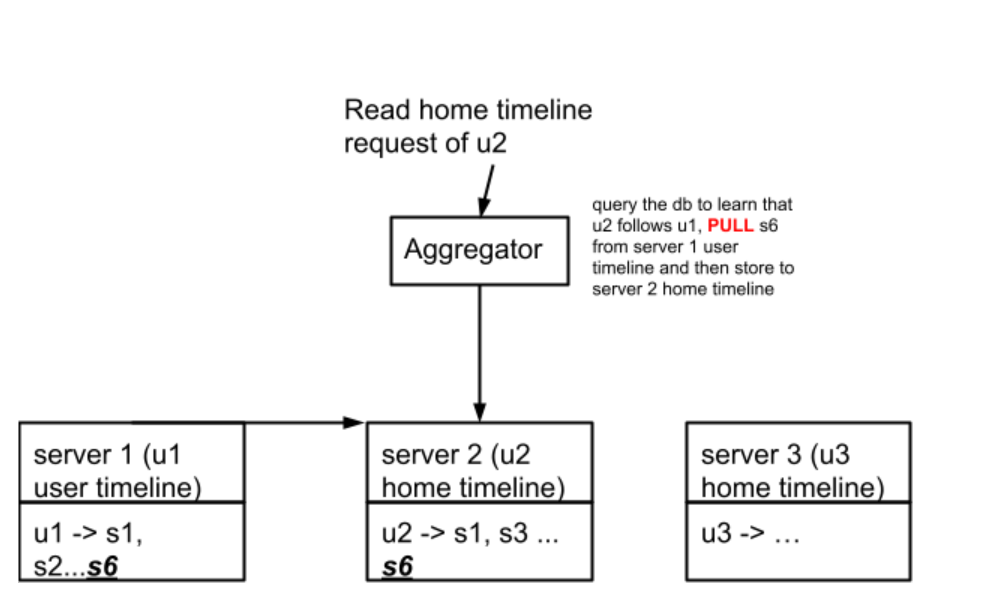 Read home timeline
request of u2
Aggregator
query the db to learn that
u2 follows u1, PULL s6
from server 1 user
timeline and then store to
server 2 home timeline
server 1 (u1
user timeline)
u1 -> s1,
s2...s6
server 2 (u2
home timeline)
u2 -> s1, s3 ...
s6
server 3 (u3
home timeline)
u3 -> ...